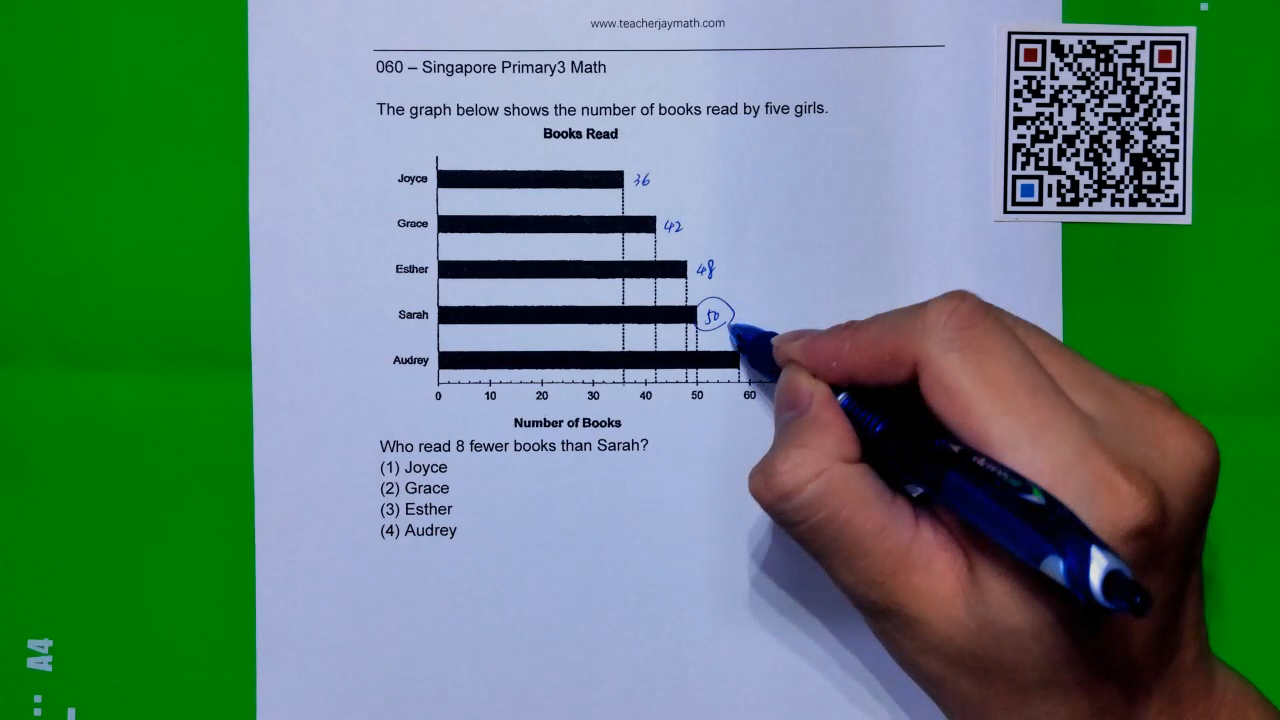 www.teacherjaymath.com
060 – Singapore Primary3 Math
The graph below shows the number of books read by five girls.
Books Read
Joyce 36
Grace 42
Esther 48
Sarah 50
Audrey
0 10 20 30 40 50 60
Number of Books
Who read 8 fewer books than Sarah?
(1) Joyce
(2) Grace
(3) Esther
(4) Audrey
A4